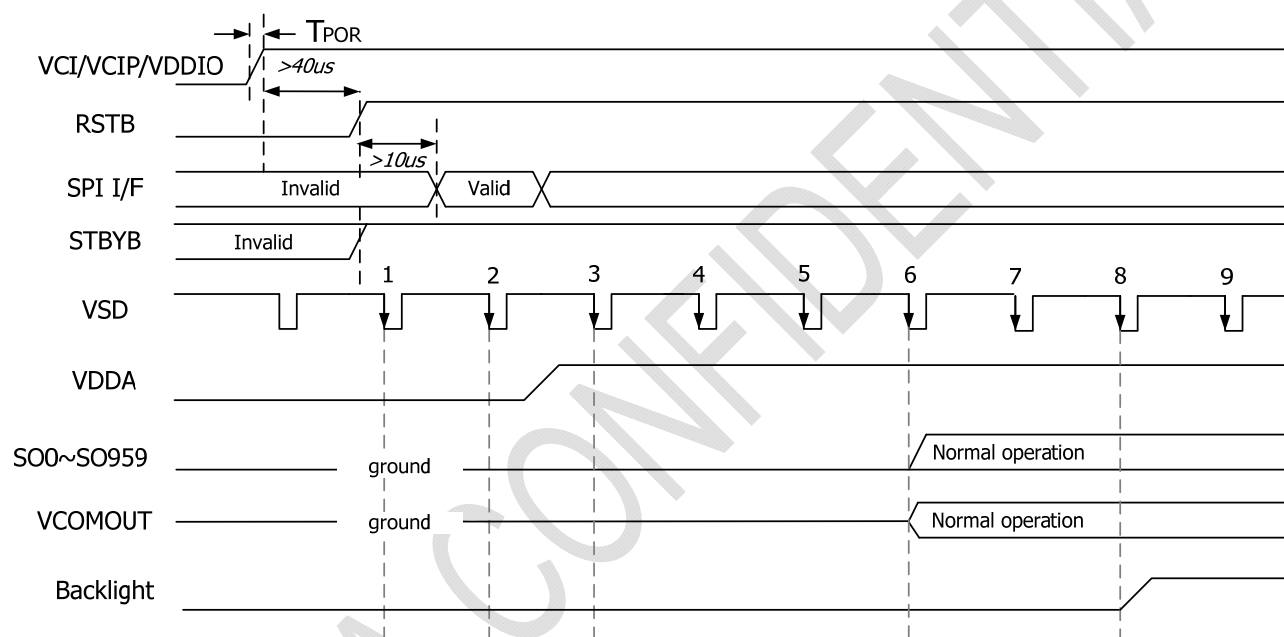 TPOR
VCI/VCIP/VDDIO
>40us
RSTB
>10us
SPI I/F
Invalid
Valid
STBYB
Invalid
1 2 3 4 5 6 7 8 9
VSD
VDDA
SO0~SO959
ground
Normal operation
VCOMOUT
ground
Normal operation
Backlight
A CONFIDENTIA